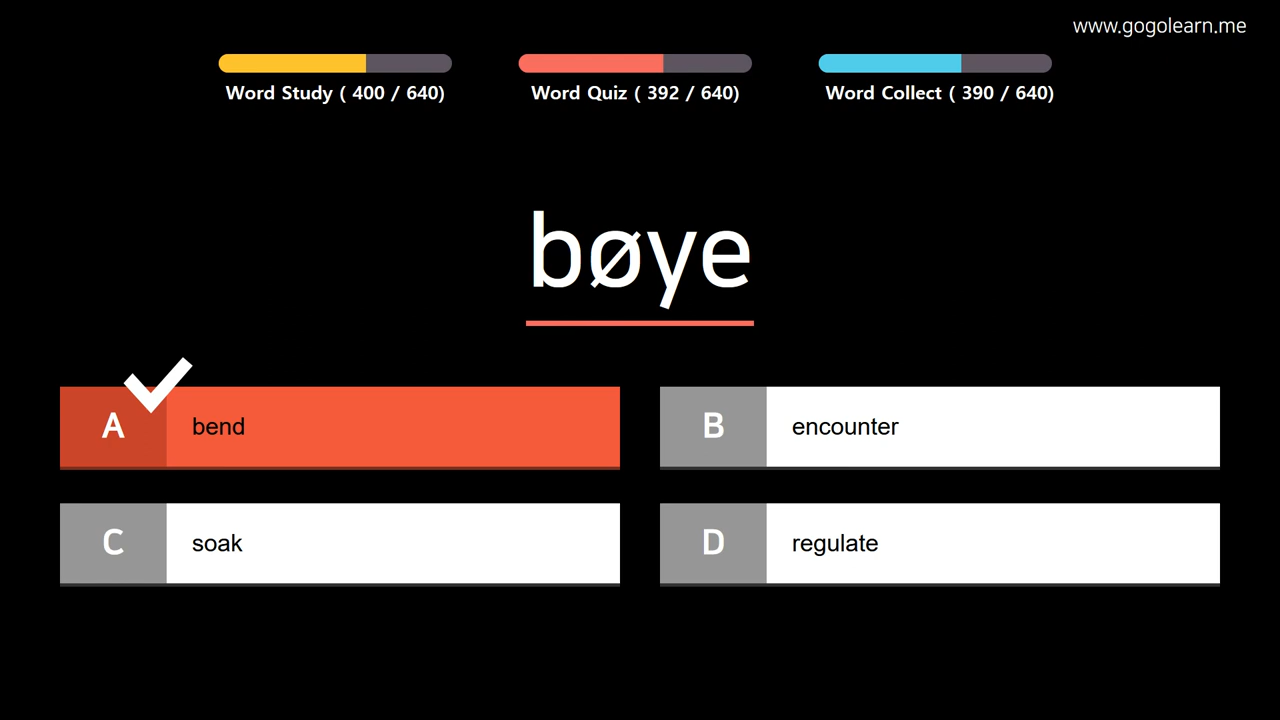 www.gogolearn.me
Word Study ( 400 / 640)
Word Quiz ( 392 / 640)
Word Collect ( 390 / 640)
bøye
A bend
B encounter
C soak
D regulate